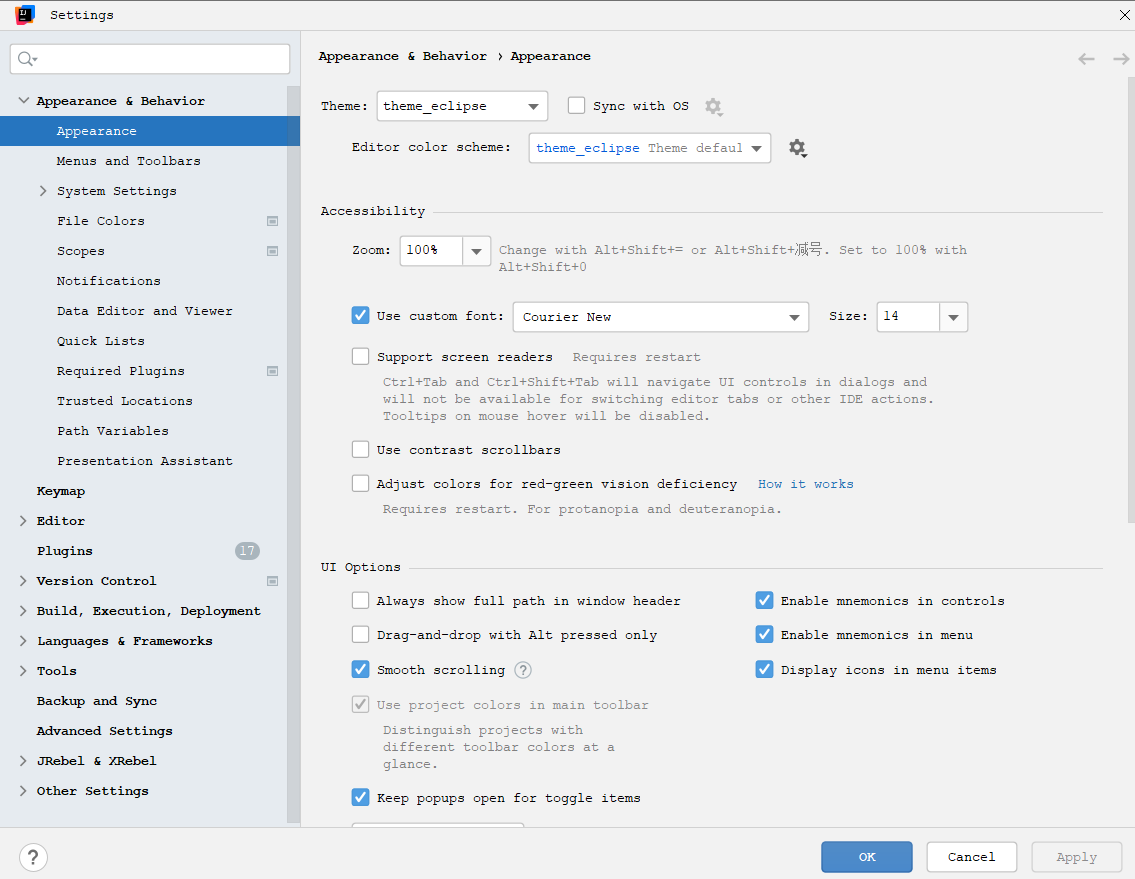 Settings
Appearance & Behavior
Appearance
Menus and Toolbars
System Settings
File Colors
Scopes
Notifications
Data Editor and Viewer
Quick Lists
Required Plugins
Trusted Locations
Path Variables
Presentation Assistant
Keymap
Editor
Plugins 17
Version Control
Build, Execution, Deployment
Languages & Frameworks
Tools
Backup and Sync
Advanced Settings
JRebel & XRebel
Other Settings
Appearance & Behavior › Appearance
Theme: theme_eclipse Sync with OS
Editor color scheme: theme_eclipse Theme defaul
Accessibility
Zoom: 100% Change with Alt+Shift+= or Alt+Shift+减号. Set to 100% with
Alt+Shift+0
Use custom font: Courier New Size: 14
Support screen readers Requires restart
Ctrl+Tab and Ctrl+Shift+Tab will navigate UI controls in dialogs and
will not be available for switching editor tabs or other IDE actions.
Tooltips on mouse hover will be disabled.
Use contrast scrollbars
Adjust colors for red-green vision deficiency How it works
Requires restart. For protanopia and deuteranopia.
UI Options
Always show full path in window header Enable mnemonics in controls
Drag-and-drop with Alt pressed only Enable mnemonics in menu
Smooth scrolling ? Display icons in menu items
Use project colors in main toolbar
Distinguish projects with
different toolbar colors at a
glance.
Keep popups open for toggle items
? OK Cancel Apply